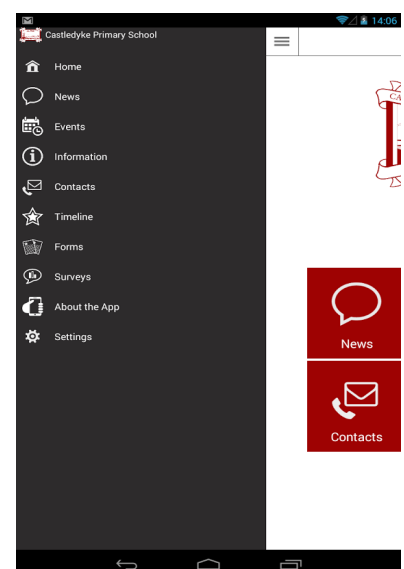 14:06
Castledyke Primary School
Home
News
Events
Information
Contacts
Timeline
Forms
Surveys
About the App
Settings
News
Contacts